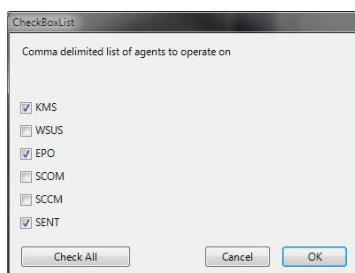 CheckBoxList
Comma delimited list of agents to operate on
KMS
WSUS
EPO
SCOM
SCCM
SENT
Check All
Cancel
OK